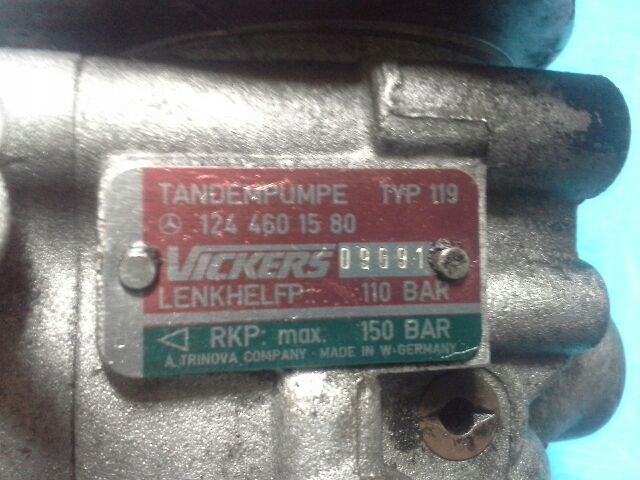 TANDEMPUMPE TYP 119
124 460 15 80
VICKERS 09091
LENKHELFP.. 110 BAR
RKP: max. 150 BAR
A TRINOVA COMPANY · MADE IN W-GERMANY